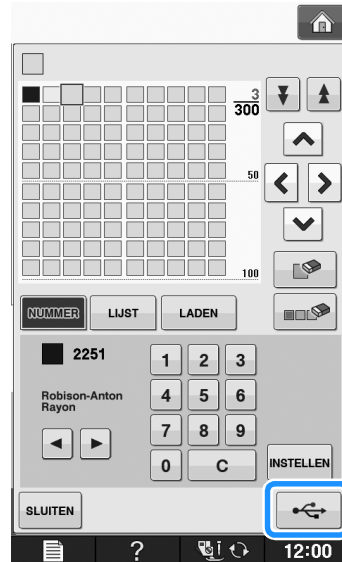 3
300
50
100
NUMMER LIJST LADEN
2251
Robison-Anton
Rayon
1 2 3
4 5 6
7 8 9
0 C
INSTELLEN
SLUITEN
? 12:00